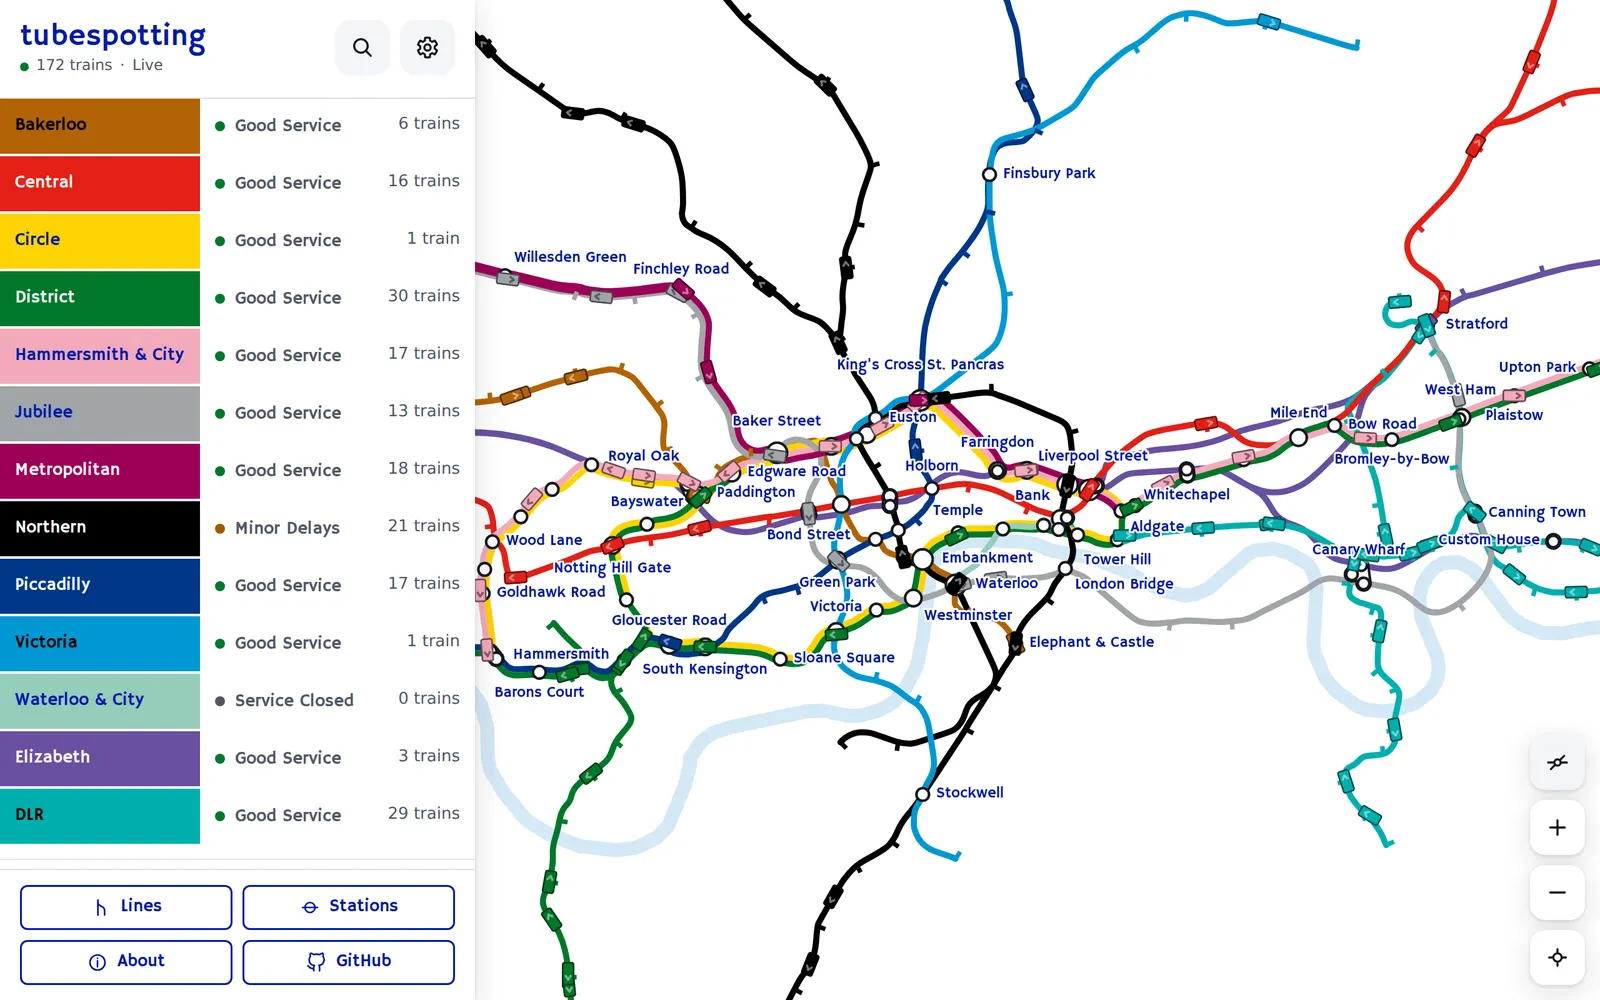 tubespotting
172 trains · Live
Bakerloo Good Service 6 trains
Central Good Service 16 trains
Circle Good Service 1 train
District Good Service 30 trains
Hammersmith & City Good Service 17 trains
Jubilee Good Service 13 trains
Metropolitan Good Service 18 trains
Northern Minor Delays 21 trains
Piccadilly Good Service 17 trains
Victoria Good Service 1 train
Waterloo & City Service Closed 0 trains
Elizabeth Good Service 3 trains
DLR Good Service 29 trains
Lines
Stations
About
GitHub
Finsbury Park
Willesden Green
Finchley Road
Stratford
King's Cross St. Pancras
Upton Park
West Ham
Baker Street
Euston
Mile End
Plaistow
Bow Road
Farringdon
Royal Oak
Liverpool Street
Bromley-by-Bow
Edgware Road
Holborn
Paddington
Bayswater
Bank
Whitechapel
Temple
Canning Town
Aldgate
Bond Street
Wood Lane
Custom House
Canary Wharf
Embankment
Tower Hill
Notting Hill Gate
Green Park
Waterloo
London Bridge
Goldhawk Road
Victoria
Westminster
Gloucester Road
Elephant & Castle
Hammersmith
Sloane Square
South Kensington
Barons Court
Stockwell